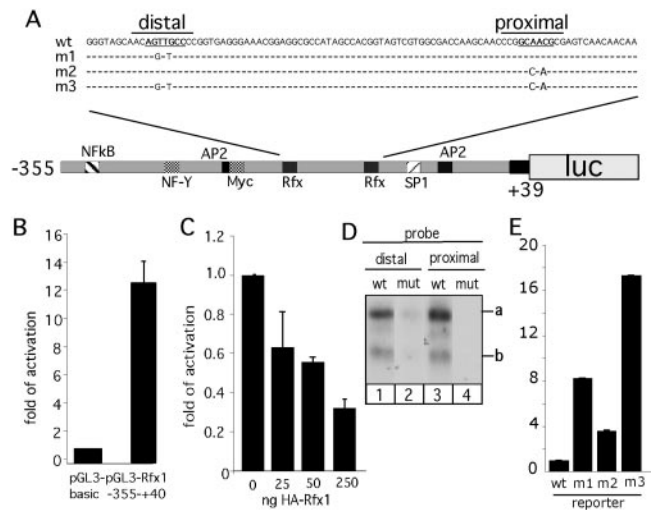 A
distal proximal
wt GGGTAGCAACAGTTGCCCCGGTGAGGGAAACGGAGGCGCCATAGCCACGGTAGTCGTGGCGACCAAGCAACCCGGCAACGCGAGTCAACAACAA
m1 G-T
m2 C-A
m3 G-T C-A
NFkB AP2 AP2
-355 luc
NF-Y Myc Rfx Rfx SP1 +39
B
fold of activation
16
14
12
10
8
6
4
2
0
pGL3- pGL3-Rfx1
basic -355-+40
C
fold of activation
1.2
1.0
0.8
0.6
0.4
0.2
0.0
0 25 50 250
ng HA-Rfx1
D
probe
distal proximal
wt mut wt mut
a
b
1 2 3 4
E
20
16
12
8
4
0
wt m1 m2 m3
reporter